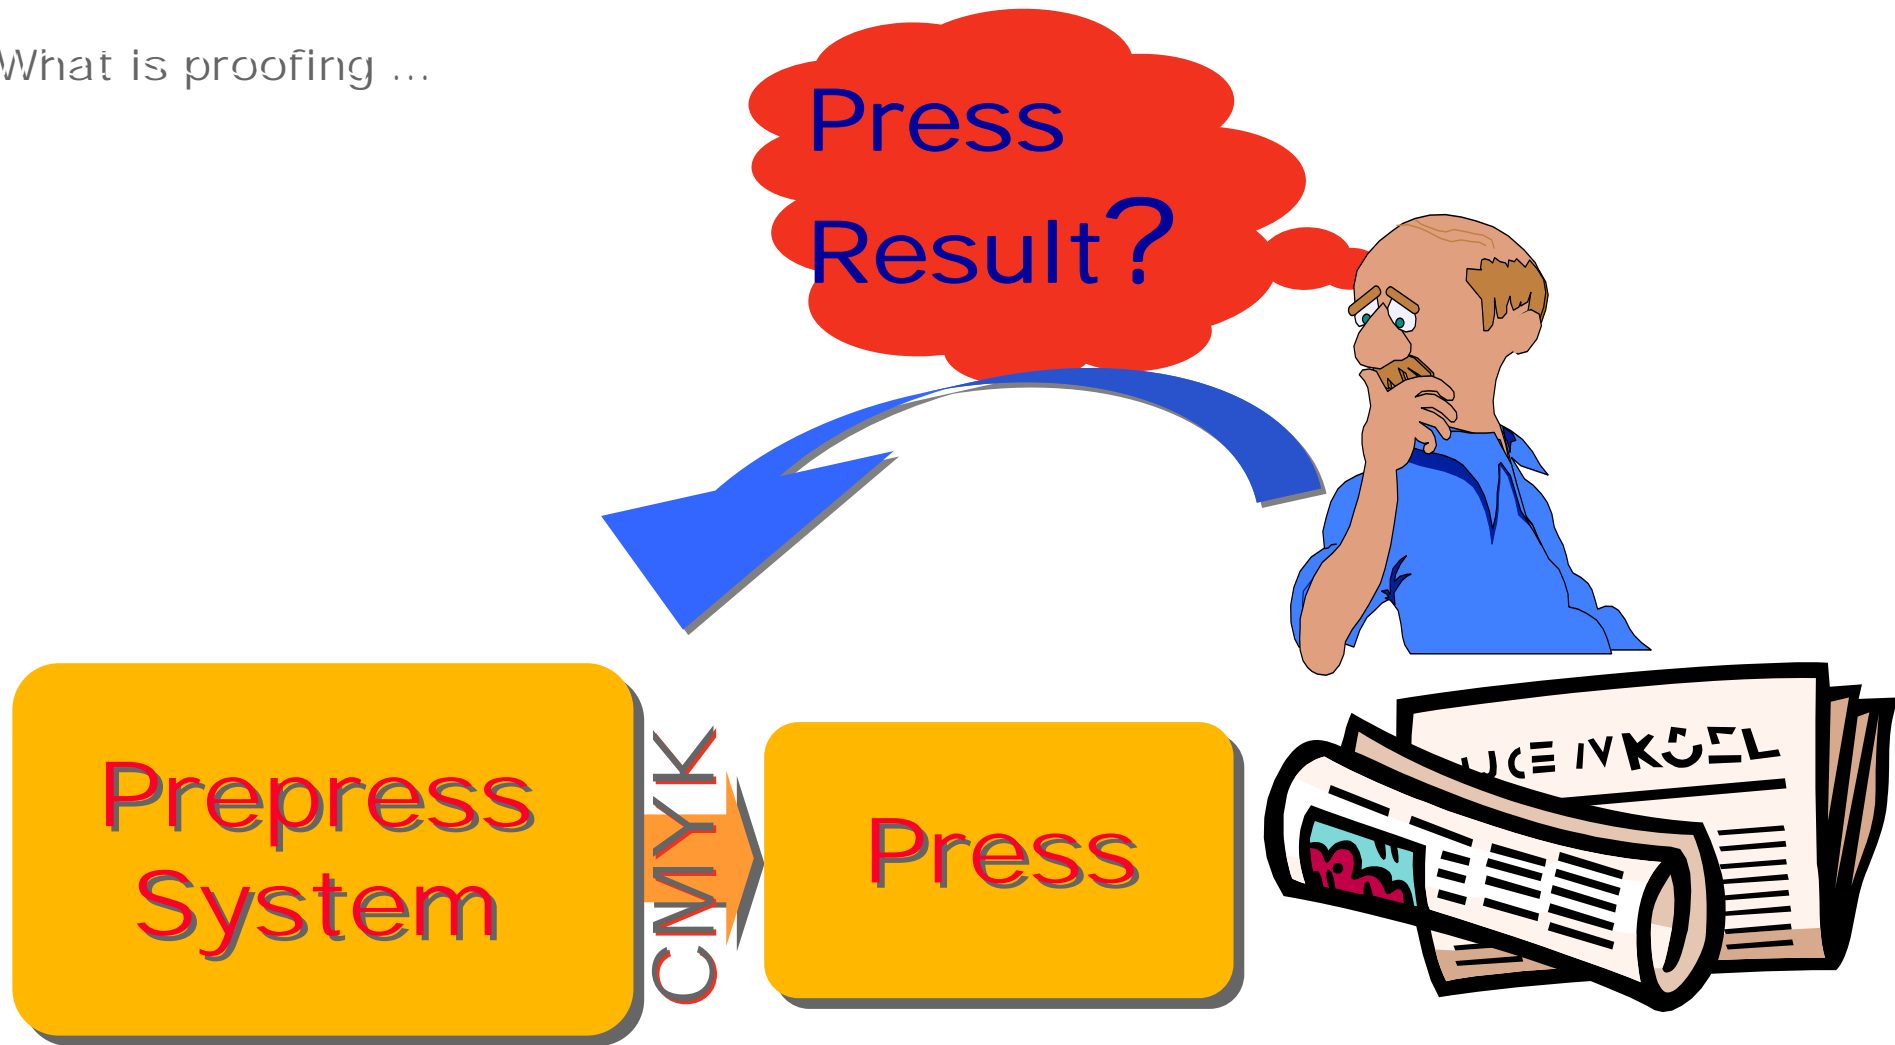 What is proofing ...
Press
Result?
Prepress
System
CMYK
Press